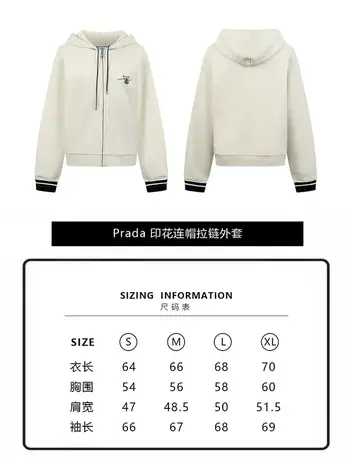 Prada 印花连帽拉链外套
SIZING INFORMATION
尺码表
SIZE S M L XL
衣长 64 66 68 70
胸围 54 56 58 60
肩宽 47 48.5 50 51.5
袖长 66 67 68 69